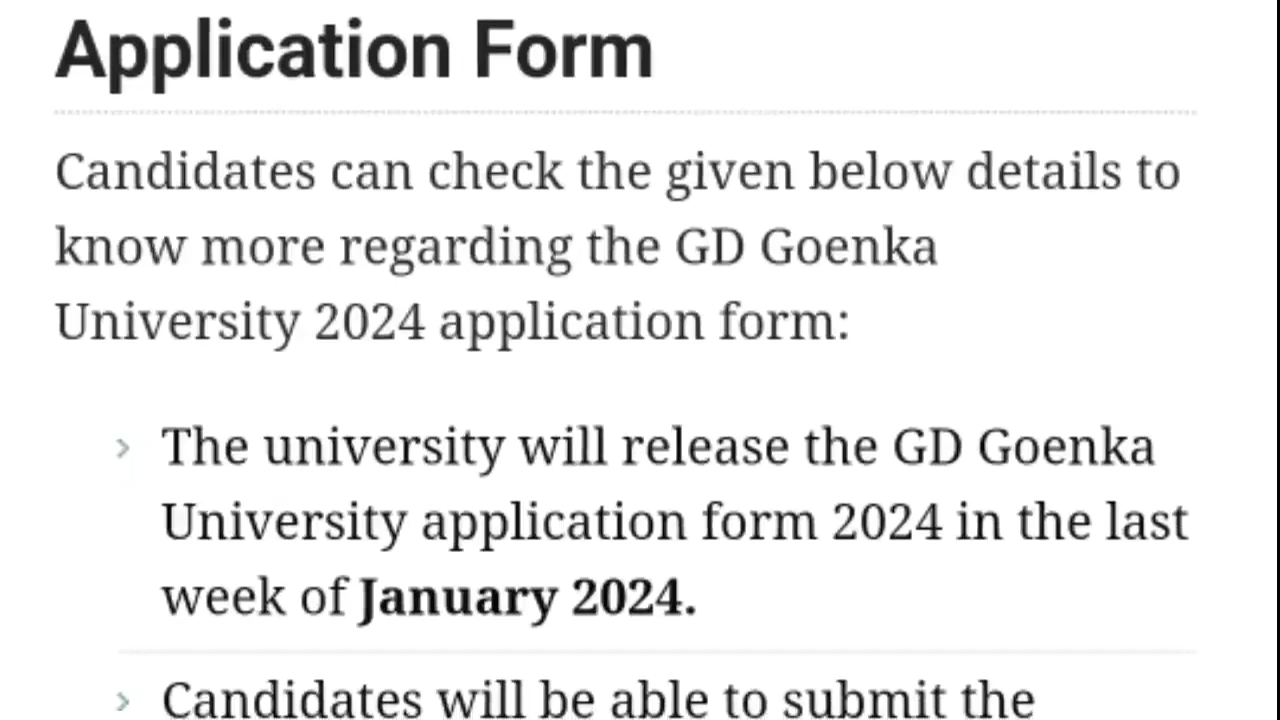 Application Form
Candidates can check the given below details to
know more regarding the GD Goenka
University 2024 application form:
› The university will release the GD Goenka
University application form 2024 in the last
week of January 2024.
› Candidates will be able to submit the